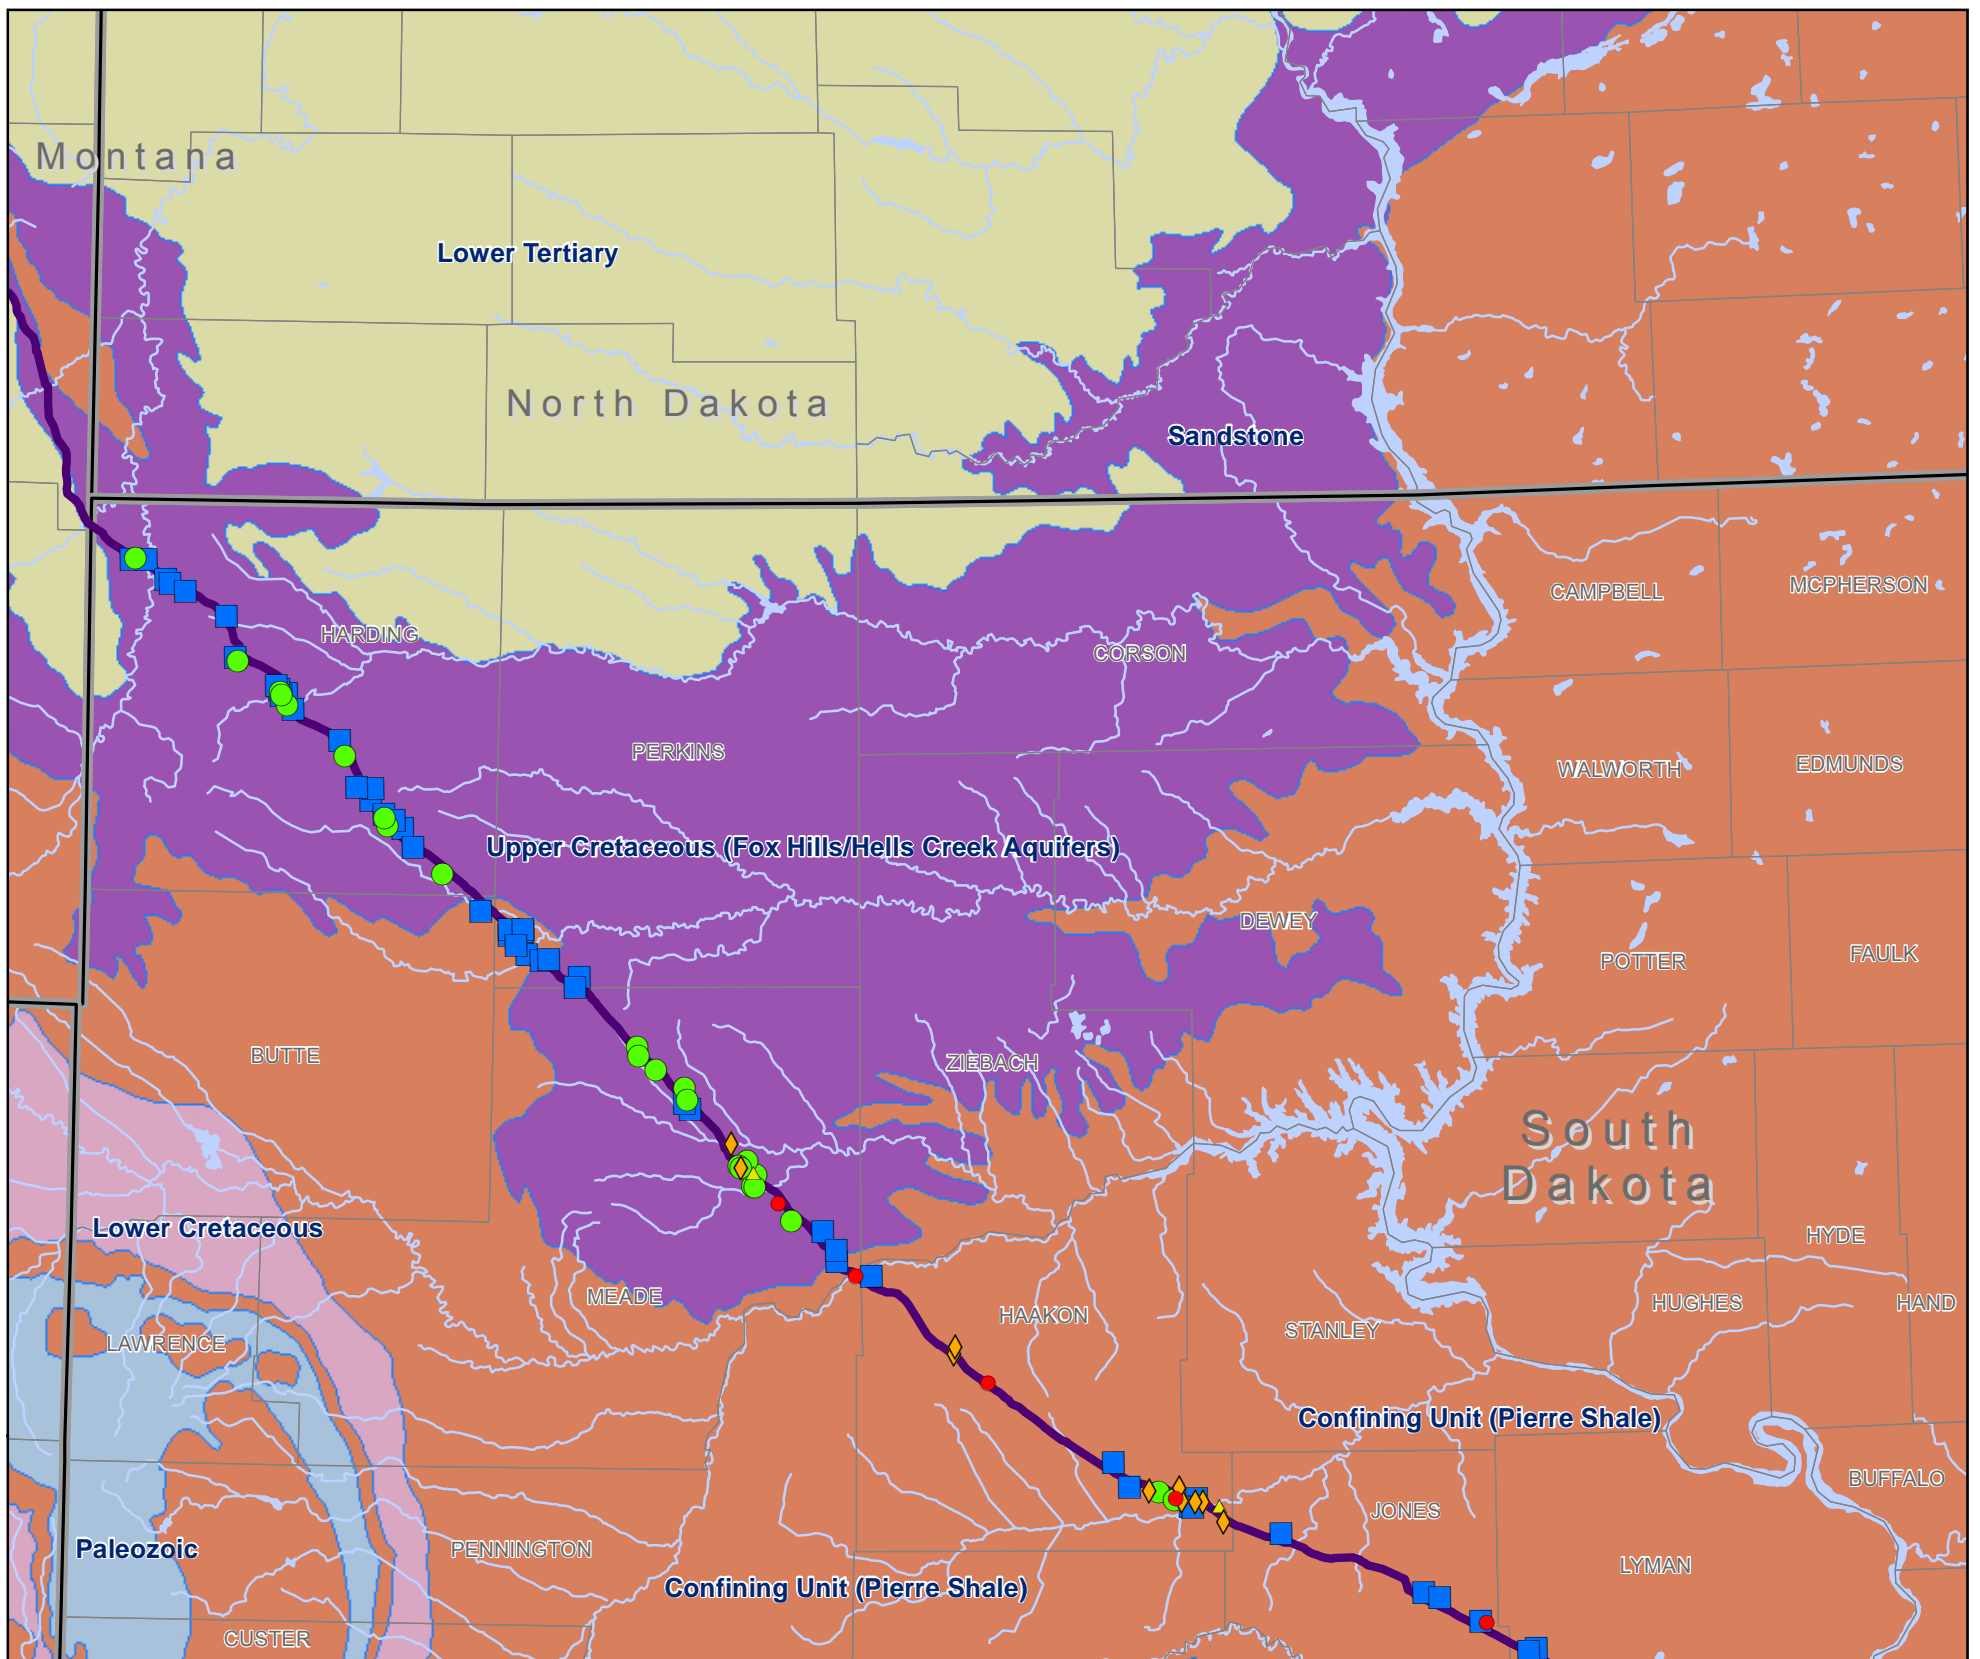 Montana
Lower Tertiary
North Dakota
Sandstone
CAMPBELL
MCPHERSON
HARDING
CORSON
PERKINS
WALWORTH
EDMUNDS
Upper Cretaceous (Fox Hills/Hells Creek Aquifers)
DEWEY
POTTER
FAULK
BUTTE
ZIEBACH
South
Dakota
Lower Cretaceous
HYDE
MEADE
HAAKON
HUGHES
HAND
STANLEY
LAWRENCE
Confining Unit (Pierre Shale)
BUFFALO
JONES
Paleozoic
PENNINGTON
LYMAN
Confining Unit (Pierre Shale)
CUSTER